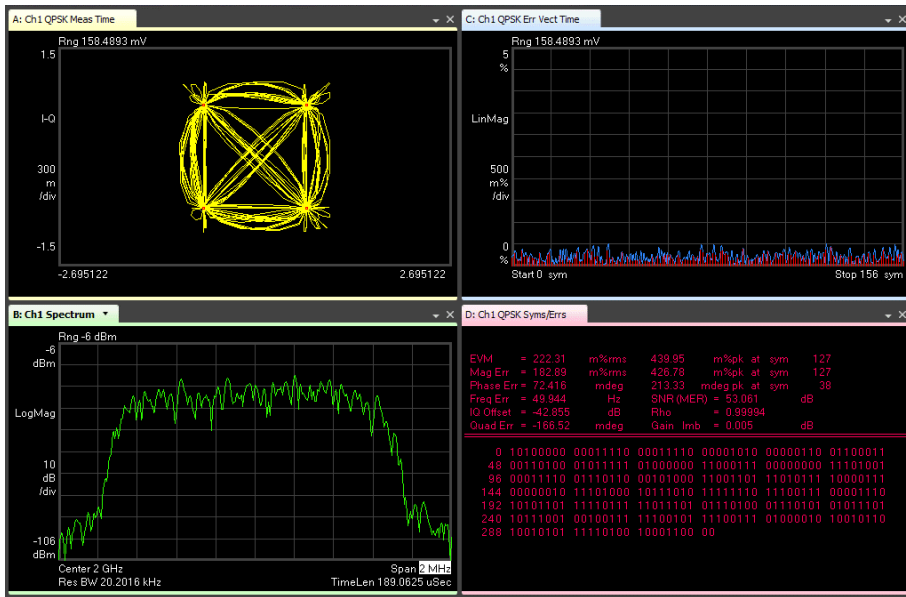 A: Ch1 QPSK Meas Time
Rng 158.4893 mV
1.5
I-Q
300
m
/div
-1.5
-2.695122 2.695122
C: Ch1 QPSK Err Vect Time
Rng 158.4893 mV
5
%
LinMag
500
m%
/div
0
%
Start 0 sym Stop 156 sym
B: Ch1 Spectrum
Rng -6 dBm
-6
dBm
LogMag
10
dB
/div
-106
dBm
Center 2 GHz Span 2 MHz
Res BW 20.2016 kHz TimeLen 189.0625 uSec
D: Ch1 QPSK Syms/Errs
EVM = 222.31 m%rms 439.95 m%pk at sym 127
Mag Err = 182.89 m%rms 426.78 m%pk at sym 127
Phase Err = 72.416 mdeg 213.33 mdeg pk at sym 38
Freq Err = 49.944 Hz SNR(MER) = 53.061 dB
IQ Offset = -42.855 dB Rho = 0.99994
Quad Err = -166.52 mdeg Gain Imb = 0.005 dB
0 10100000 00011110 00011110 00001010 00000110 01100011
48 00110100 01011111 01000000 11000111 00000000 11101001
96 00011110 01110110 00101000 11001101 11010111 10000111
144 00000010 11101000 10111010 11111110 11100111 00001110
192 10101101 11110111 11011101 01110100 01110101 01011101
240 10111001 00100111 11100101 11100111 01000010 10010110
288 10010101 11110100 10001100 00